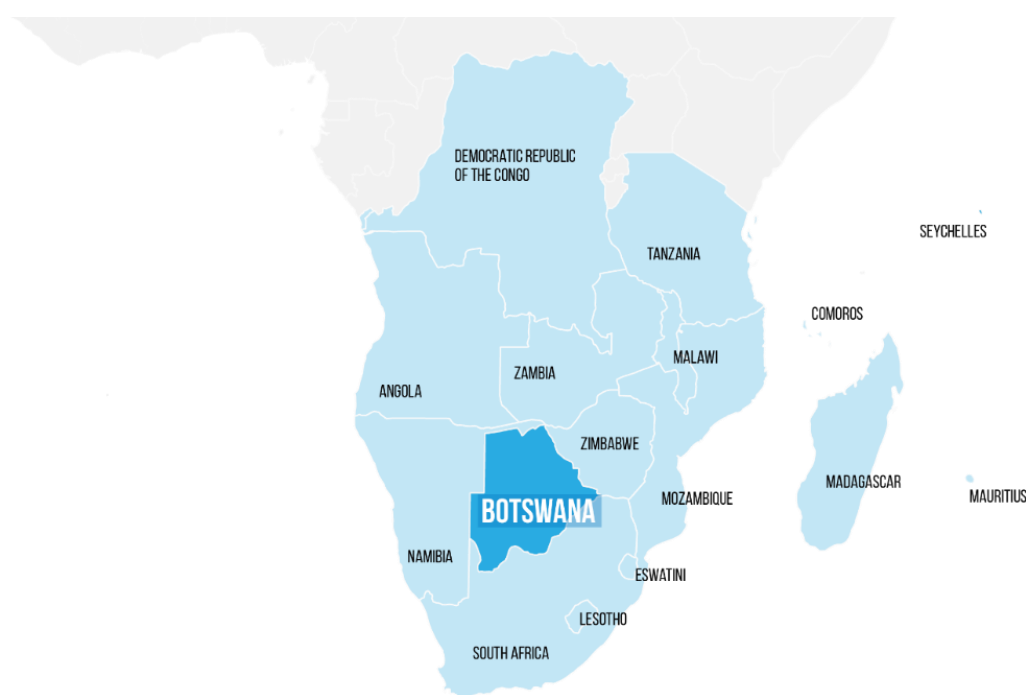 DEMOCRATIC REPUBLIC
OF THE CONGO
SEYCHELLES
TANZANIA
COMOROS
MALAWI
ZAMBIA
ANGOLA
ZIMBABWE
MADAGASCAR
MAURITIUS
MOZAMBIQUE
BOTSWANA
NAMIBIA
ESWATINI
LESOTHO
SOUTH AFRICA